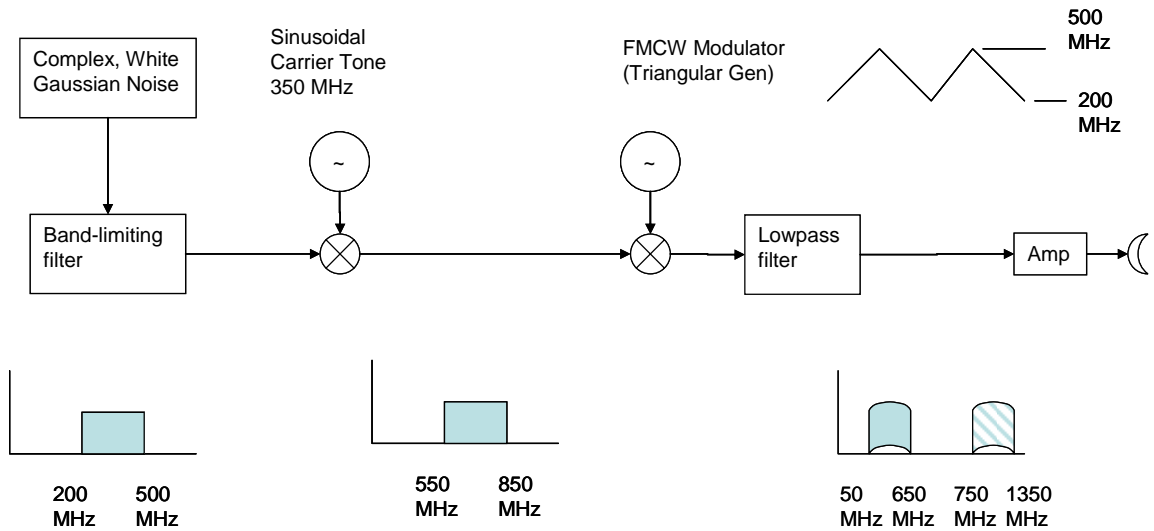 Complex, White
Gaussian Noise
Sinusoidal
Carrier Tone
350 MHz
FMCW Modulator
(Triangular Gen)
500
MHz
200
MHz
~
~
Band-limiting
filter
Lowpass
filter
Amp
200
MHz
500
MHz
550
MHz
850
MHz
50
MHz
650
MHz
750
MHz
1350
MHz